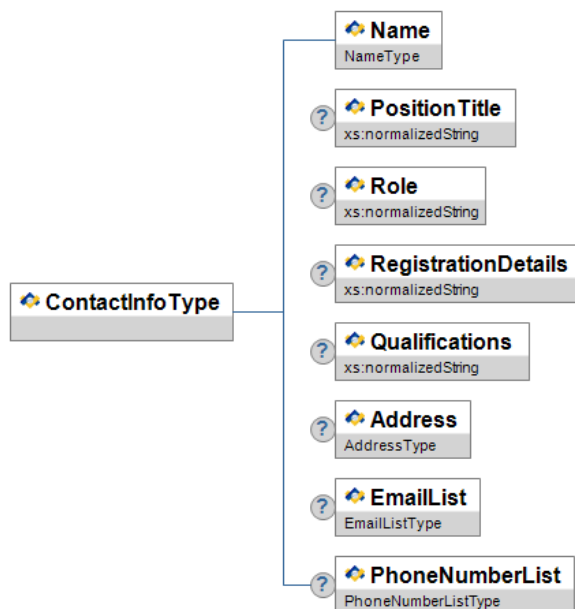 Name
NameType
?
PositionTitle
xs:normalizedString
?
Role
xs:normalizedString
?
RegistrationDetails
xs:normalizedString
ContactInfoType
?
Qualifications
xs:normalizedString
?
Address
AddressType
?
EmailList
EmailListType
?
PhoneNumberList
PhoneNumberListType